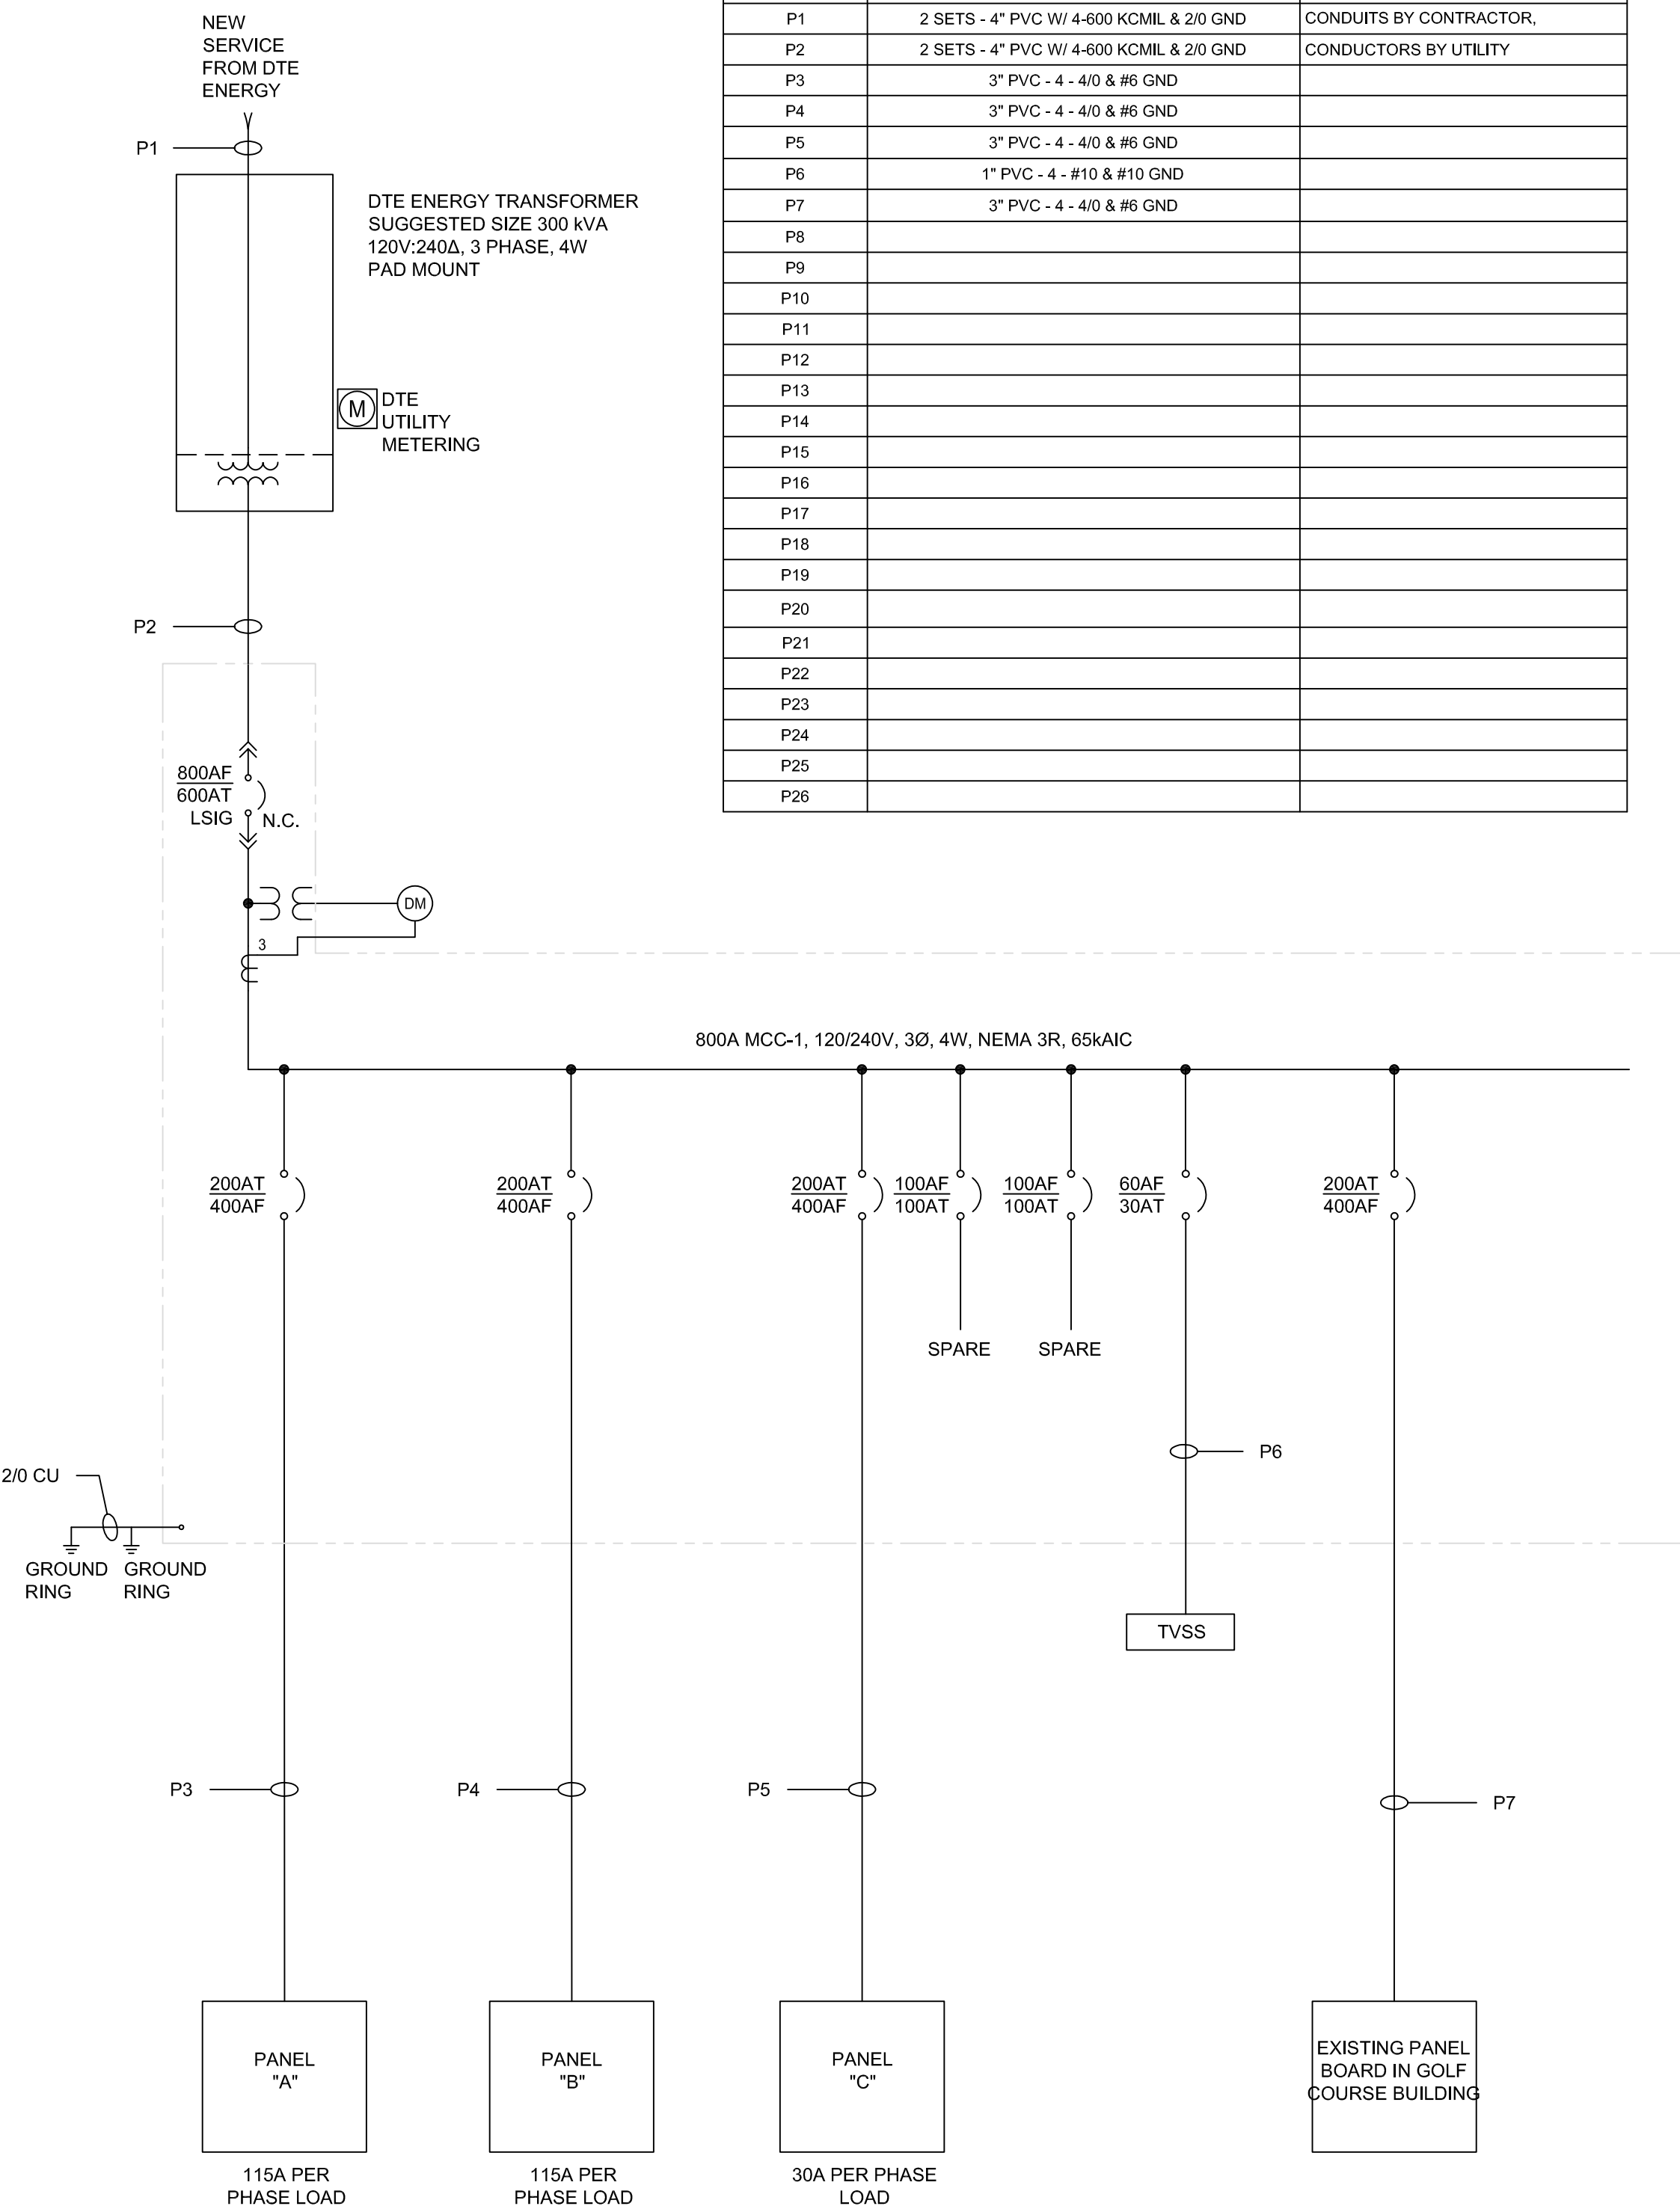 NEW
SERVICE
FROM DTE
ENERGY
P1
DTE ENERGY TRANSFORMER
SUGGESTED SIZE 300 kVA
120V:240Δ, 3 PHASE, 4W
PAD MOUNT
M
DTE
UTILITY
METERING
P2
P1 2 SETS - 4" PVC W/ 4-600 KCMIL & 2/0 GND CONDUITS BY CONTRACTOR,
P2 2 SETS - 4" PVC W/ 4-600 KCMIL & 2/0 GND CONDUCTORS BY UTILITY
P3 3" PVC - 4 - 4/0 & #6 GND
P4 3" PVC - 4 - 4/0 & #6 GND
P5 3" PVC - 4 - 4/0 & #6 GND
P6 1" PVC - 4 - #10 & #10 GND
P7 3" PVC - 4 - 4/0 & #6 GND
P8
P9
P10
P11
P12
P13
P14
P15
P16
P17
P18
P19
P20
P21
P22
P23
P24
P25
P26
800AF
600AT
LSIG
N.C.
DM
3
800A MCC-1, 120/240V, 3Ø, 4W, NEMA 3R, 65kAIC
200AT
400AF
200AT
400AF
200AT
400AF
100AF
100AT
100AF
100AT
60AF
30AT
200AT
400AF
SPARE
SPARE
P6
2/0 CU
GROUND
RING
GROUND
RING
TVSS
P3
P4
P5
P7
PANEL
"A"
PANEL
"B"
PANEL
"C"
EXISTING PANEL
BOARD IN GOLF
COURSE BUILDING
115A PER
PHASE LOAD
115A PER
PHASE LOAD
30A PER PHASE
LOAD